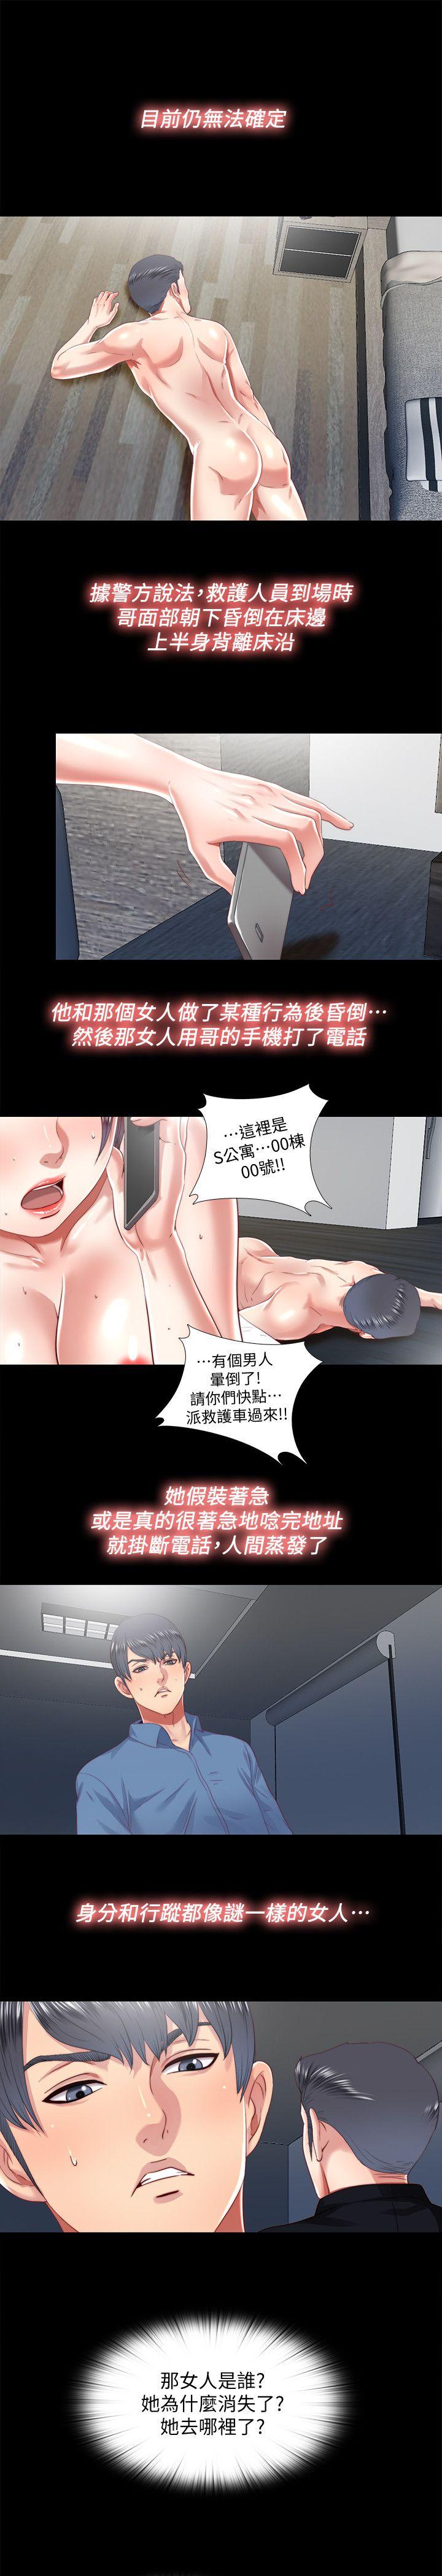 目前仍無法確定
據警方說法，救護人員到場時
哥面部朝下昏倒在床邊
上半身背離床沿
他和那個女人做了某種行為後昏倒…
然後那女人用哥的手機打了電話
…這裡是
S公寓…00棟
00號!!
…有個男人
暈倒了!
請你們快點…
派救護車過來!!
她假裝著急
或是真的很著急地唸完地址
就掛斷電話，人間蒸發了
身分和行蹤都像謎一樣的女人…
那女人是誰?
她為什麼消失了?
她去哪裡了?